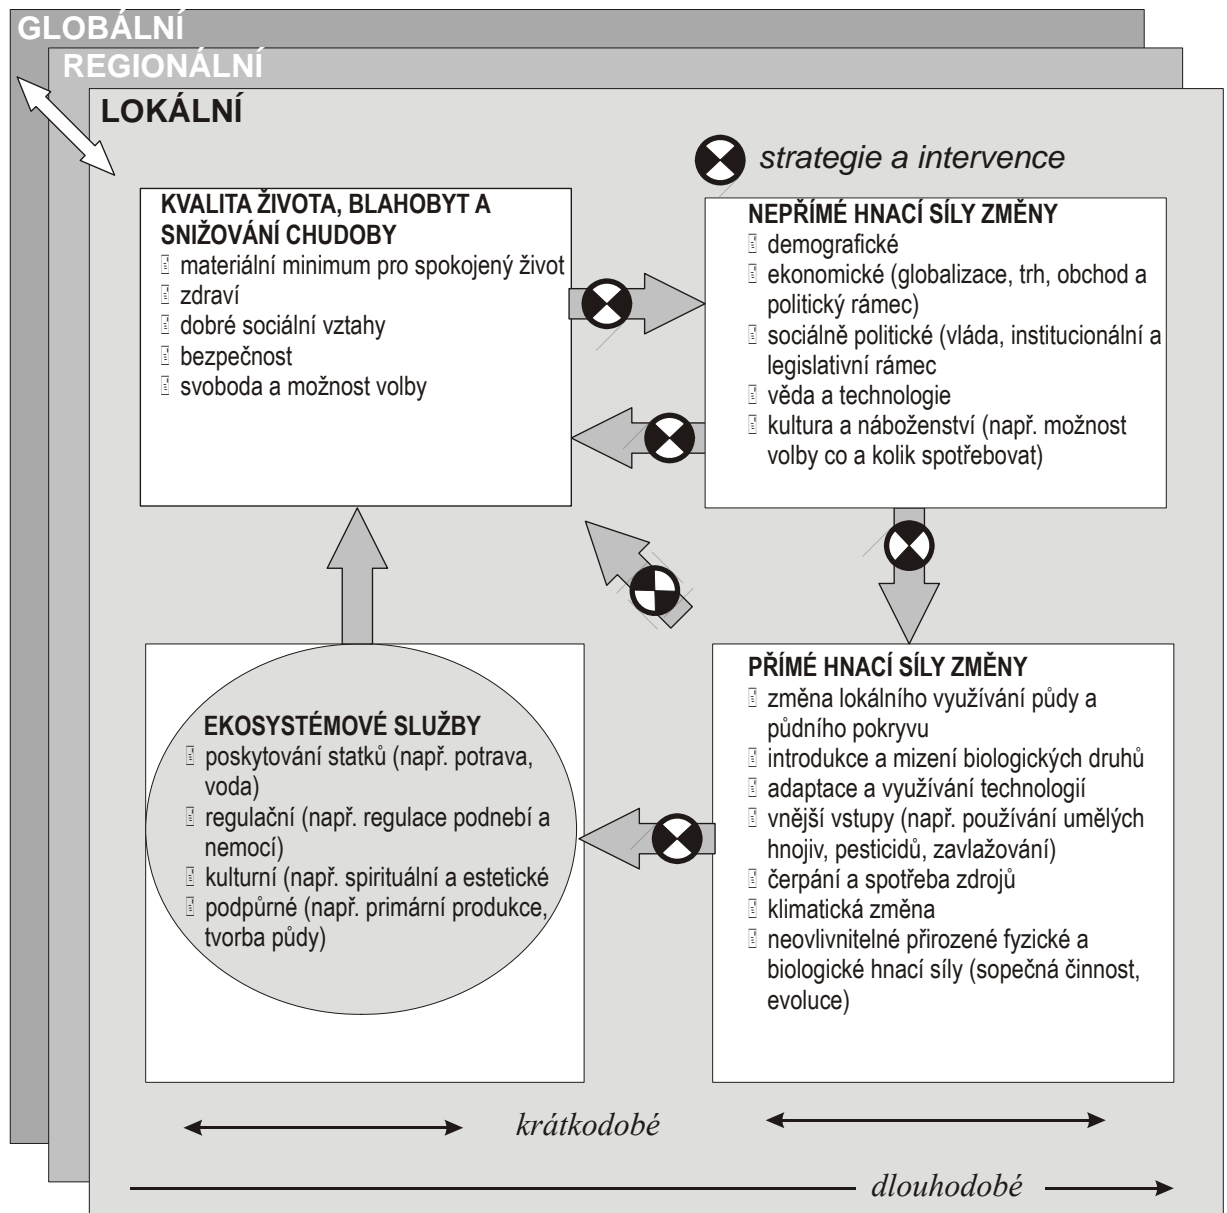 GLOBÁLNÍ
REGIONÁLNÍ
LOKÁLNÍ
strategie a intervence
KVALITA ŽIVOTA, BLAHOBYT A
SNIŽOVÁNÍ CHUDOBY
materiální minimum pro spokojený život
zdraví
dobré sociální vztahy
bezpečnost
svoboda a možnost volby
NEPŘÍMÉ HNACÍ SÍLY ZMĚNY
demografické
ekonomické (globalizace, trh, obchod a
politický rámec)
sociálně politické (vláda, institucionální a
legislativní rámec
věda a technologie
kultura a náboženství (např. možnost
volby co a kolik spotřebovat)
EKOSYSTÉMOVÉ SLUŽBY
poskytování statků (např. potrava,
voda)
regulační (např. regulace podnebí a
nemocí)
kulturní (např. spirituální a estetické
podpůrné (např. primární produkce,
tvorba půdy)
PŘÍMÉ HNACÍ SÍLY ZMĚNY
změna lokálního využívání půdy a
půdního pokryvu
introdukce a mizení biologických druhů
adaptace a využívání technologií
vnější vstupy (např. používání umělých
hnojiv, pesticidů, zavlažování)
čerpání a spotřeba zdrojů
klimatická změna
neovlivnitelné přirozené fyzické a
biologické hnací síly (sopečná činnost,
evoluce)
krátkodobé
dlouhodobé